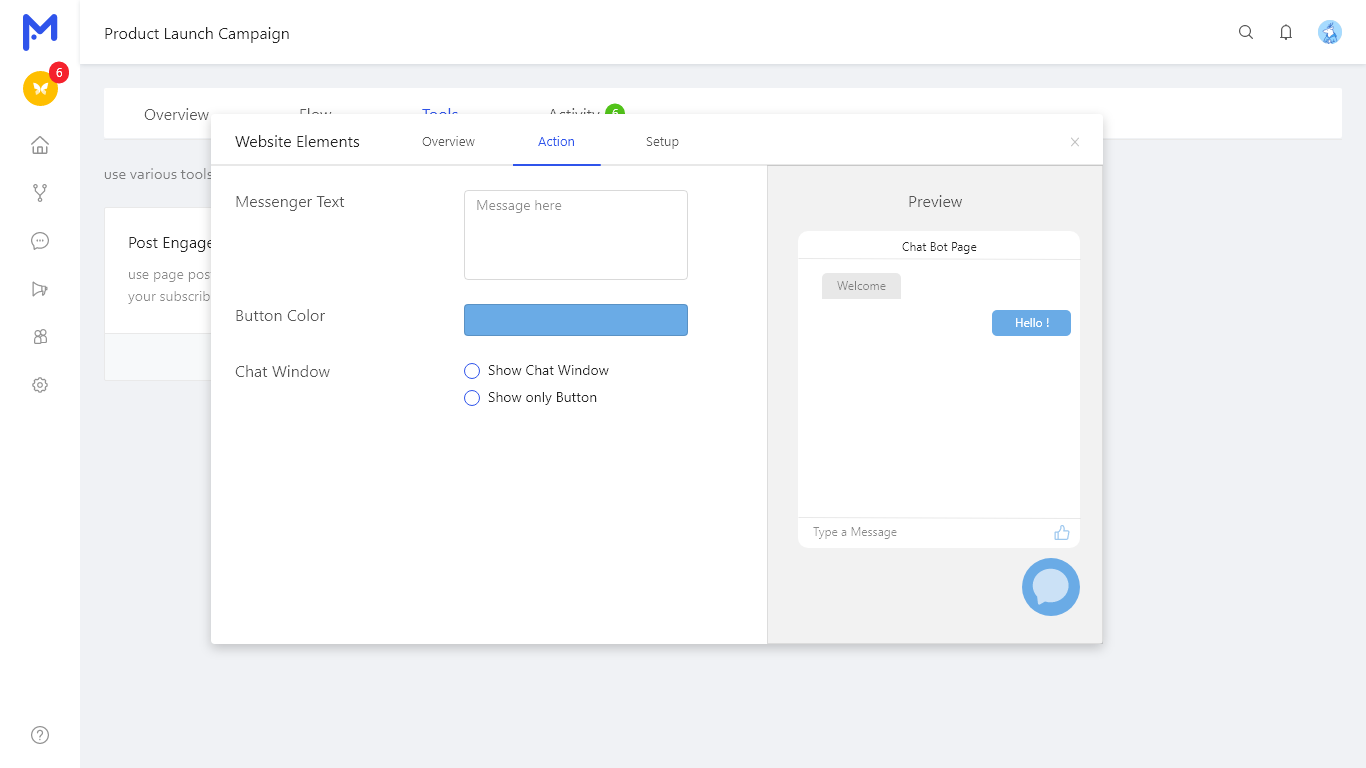 Product Launch Campaign
6
Overview
Flow
Tools
Activity
6
use various tools
Post Engage
use page pos
your subscrib
Website Elements
Overview
Action
Setup
Messenger Text
Message here
Button Color
Chat Window
Show Chat Window
Show only Button
Preview
Chat Bot Page
Welcome
Hello !
Type a Message